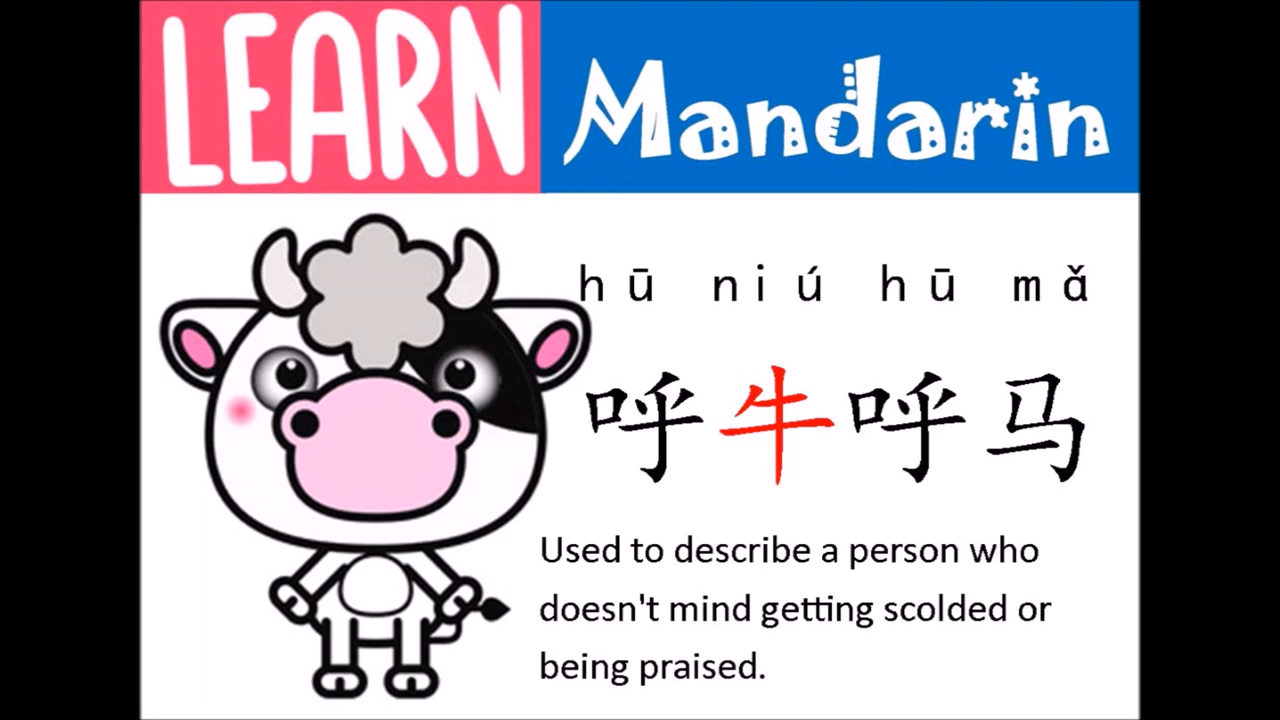 LEARN Mandarin
hū niú hū mǎ
呼牛呼马
Used to describe a person who
doesn't mind getting scolded or
being praised.